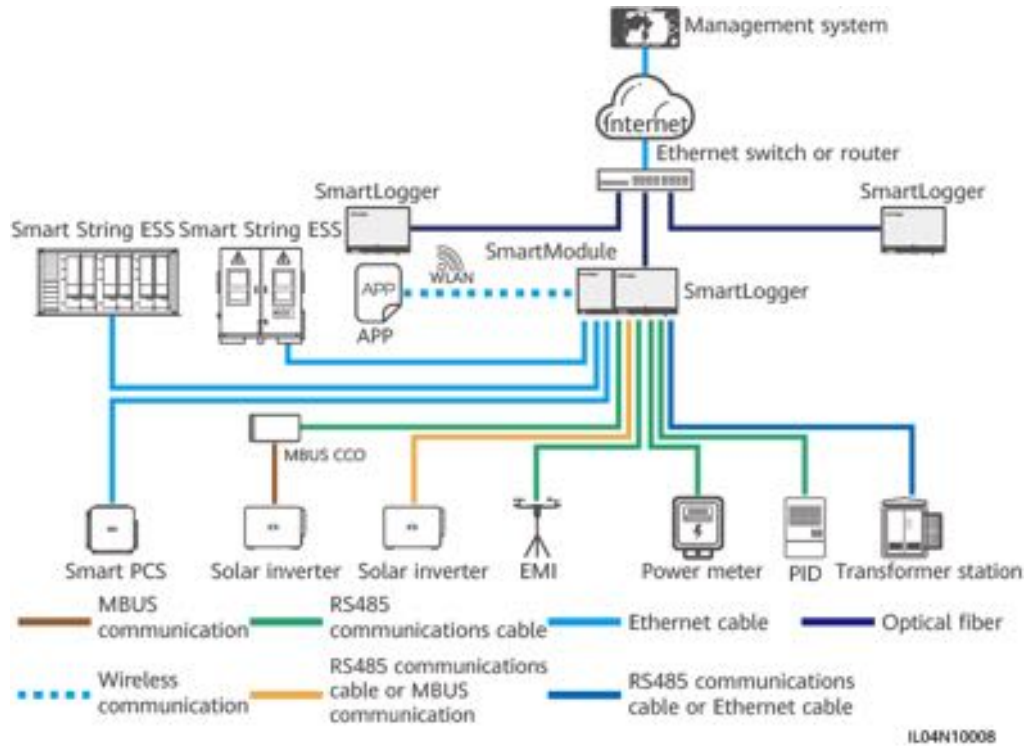 Management system
Internet
Ethernet switch or router
SmartLogger
SmartLogger
Smart String ESS
Smart String ESS
SmartModule
WLAN
APP
SmartLogger
APP
MBUS CCO
Smart PCS
Solar inverter
Solar inverter
EMI
Power meter
PID
Transformer station
MBUS
communication
RS485
communications cable
Ethernet cable
Optical fiber
Wireless
communication
RS485 communications
cable or MBUS
communication
RS485 communications
cable or Ethernet cable
IL04N10008